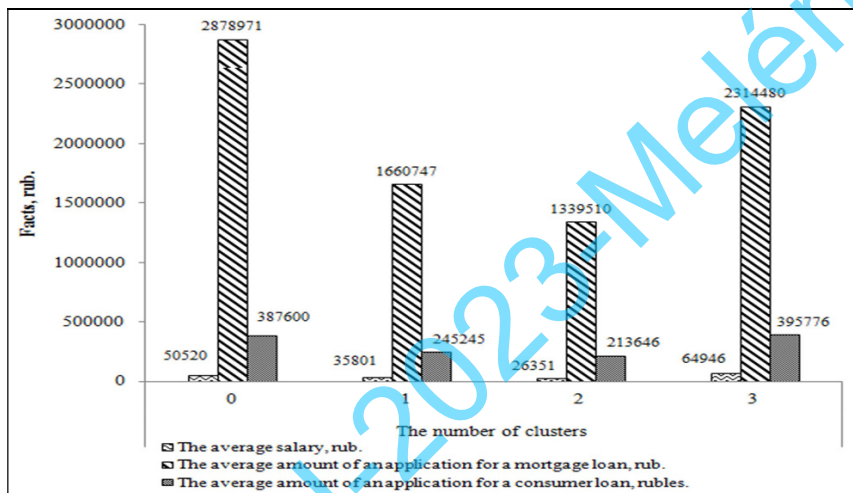 3000000
2878971
2500000
2314480
2000000
1660747
1500000
1339510
1000000
500000
387600
395776
245245
213646
50520
35801
26351
64946
0
0 1 2 3
Facts, rub.
The number of clusters
The average salary, rub.
The average amount of an application for a mortgage loan, rub.
The average amount of an application for a consumer loan, rubles.
-2023-Melén